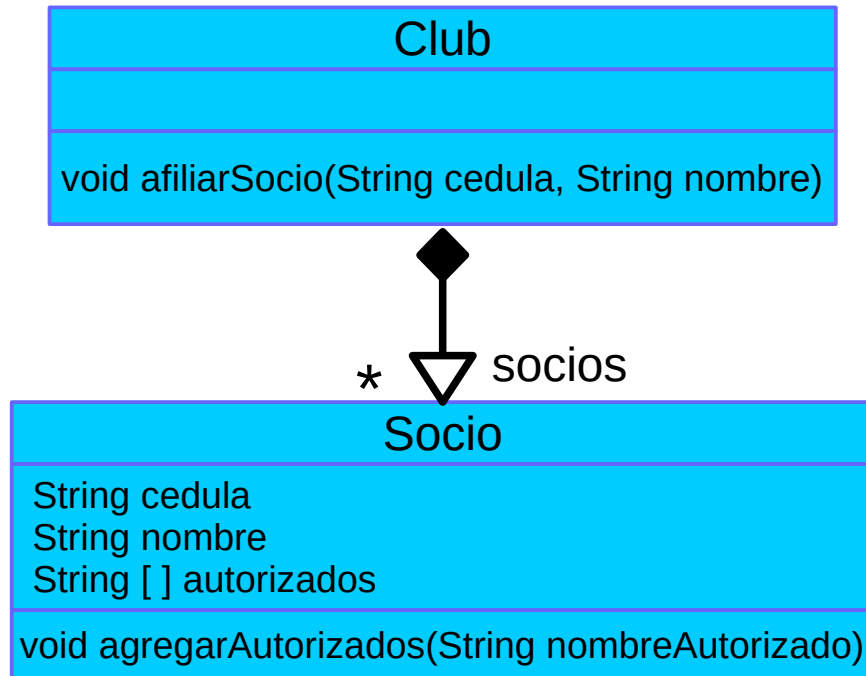 Club
void afiliarSocio(String cedula, String nombre)
* socios
Socio
String cedula
String nombre
String [ ] autorizados
void agregarAutorizados(String nombreAutorizado)